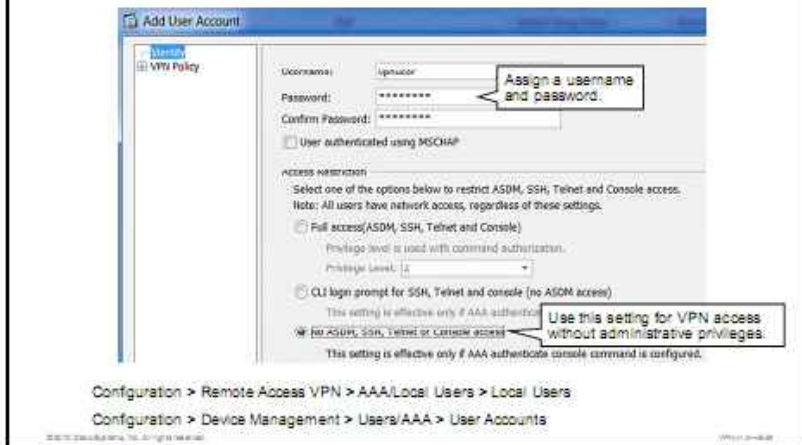 Add User Account
Identity
VPN Policy
Username: vpnuser
Assign a username
and password.
Password: ********
Confirm Password: ********
User authenticated using MSCHAP
Access Restriction
Select one of the options below to restrict ASDM, SSH, Telnet and Console access.
Note: All users have network access, regardless of these settings.
Full access(ASDM, SSH, Telnet and Console)
Privilege level is used with command authorization.
Privilege Level: 2
CLI login prompt for SSH, Telnet and console (no ASDM access)
This setting is effective only if AAA authenticat
Use this setting for VPN access
without administrative privileges.
No ASDM, SSH, Telnet or Console access
This setting is effective only if AAA authenticate console command is configured.
Configuration > Remote Access VPN > AAA/Local Users > Local Users
Configuration > Device Management > Users/AAA > User Accounts